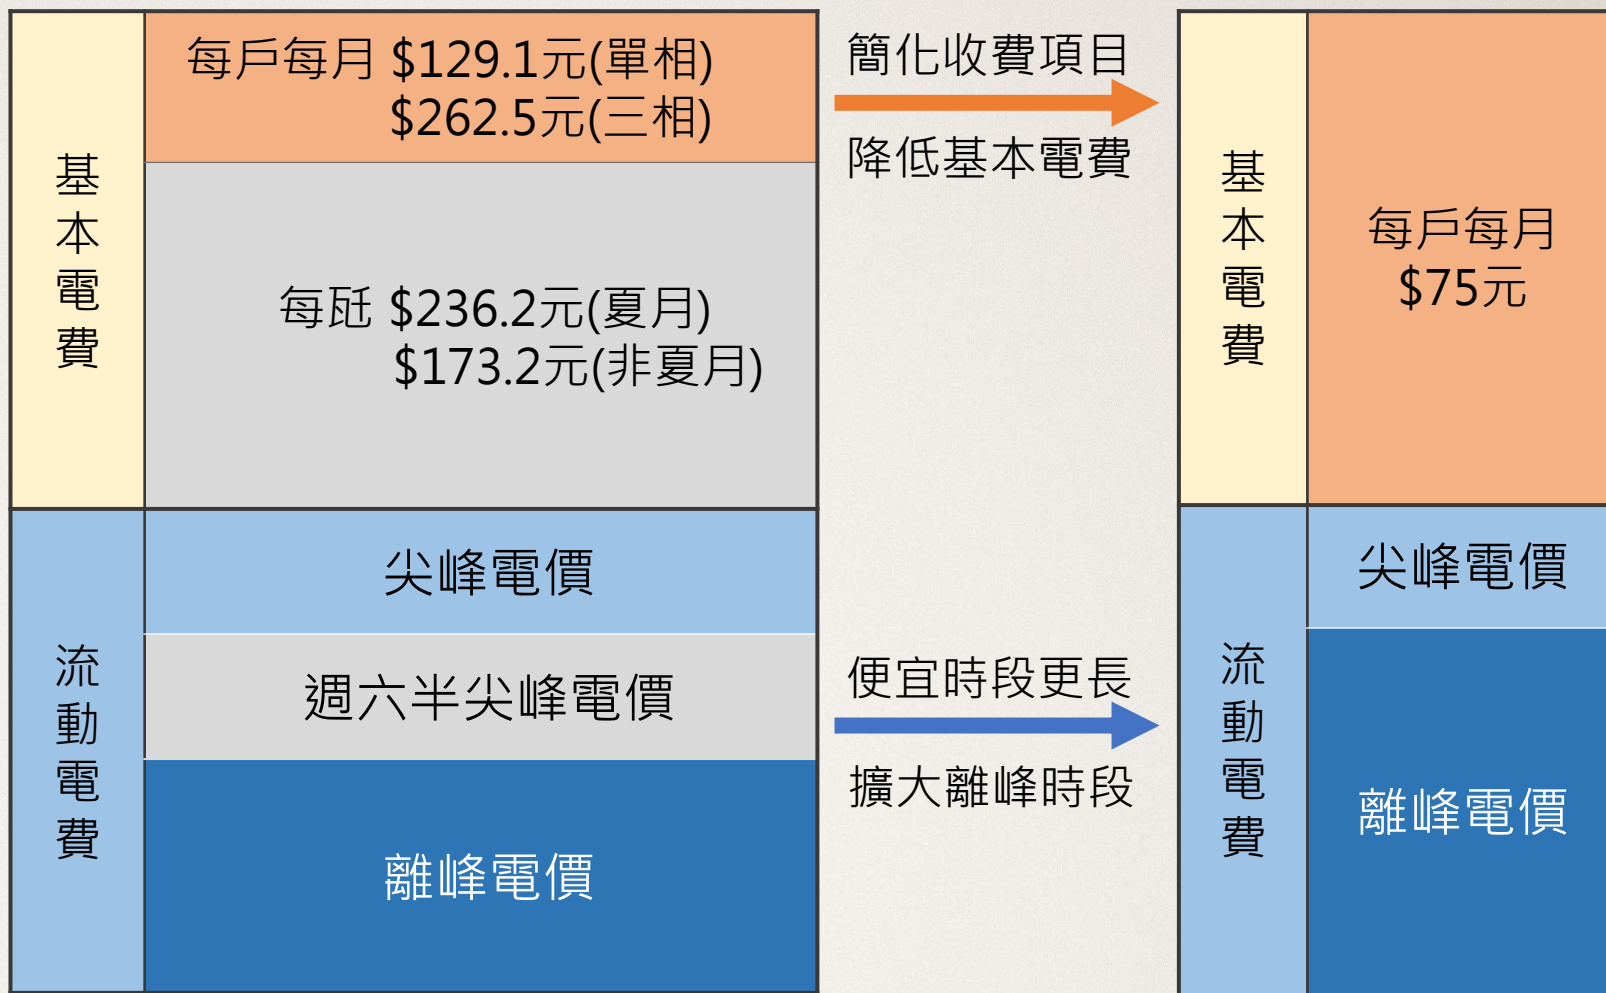 基本電費
每戶每月 $129.1元(單相)
$262.5元(三相)
每瓩 $236.2元(夏月)
$173.2元(非夏月)
流動電費
尖峰電價
週六半尖峰電價
離峰電價
簡化收費項目
降低基本電費
便宜時段更長
擴大離峰時段
基本電費
每戶每月
$75元
流動電費
尖峰電價
離峰電價